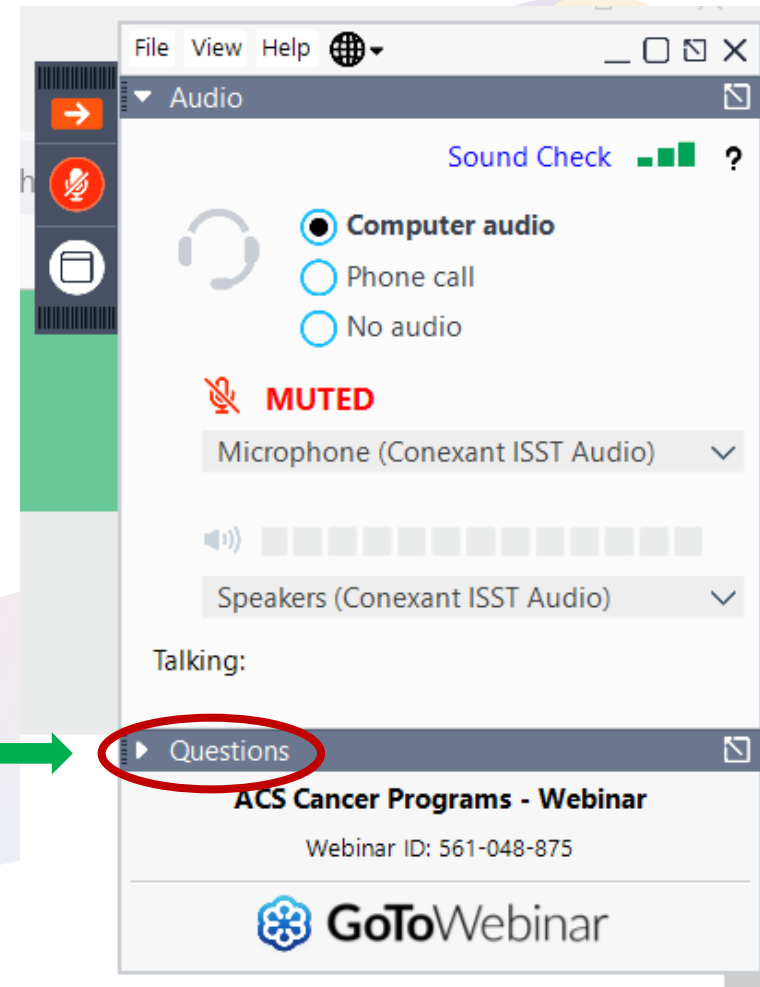 File View Help
Audio
Sound Check ?
h
Computer audio
Phone call
No audio
MUTED
Microphone (Conexant ISST Audio)
Speakers (Conexant ISST Audio)
Talking:
Questions
ACS Cancer Programs - Webinar
Webinar ID: 561-048-875
GoToWebinar